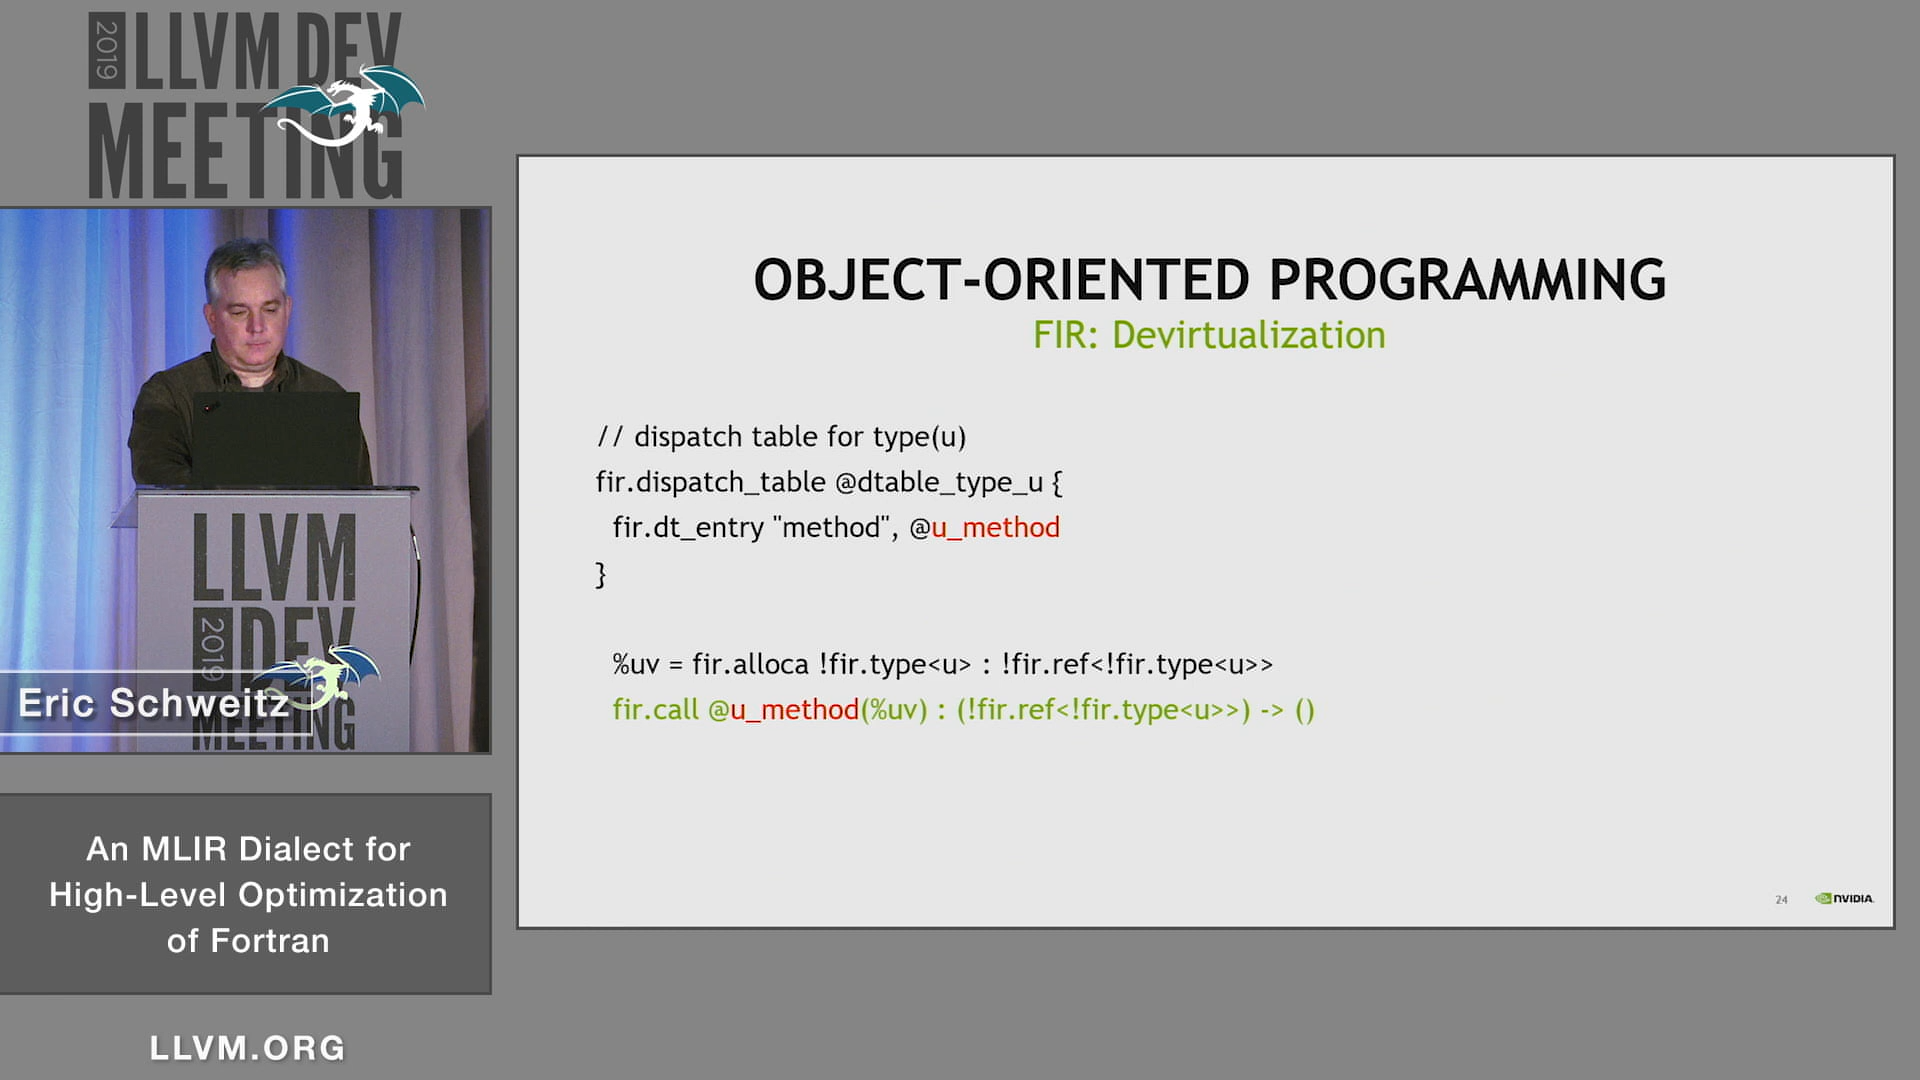 2019 LLVM DEV
MEETING
LLVM
2019 DEV
MEETING
Eric Schweitz
An MLIR Dialect for
High-Level Optimization
of Fortran
LLVM.ORG
OBJECT-ORIENTED PROGRAMMING
FIR: Devirtualization
// dispatch table for type(u)
fir.dispatch_table @dtable_type_u {
fir.dt_entry "method", @u_method
}
%uv = fir.alloca !fir.type<u> : !fir.ref<!fir.type<u>>
fir.call @u_method(%uv) : (!fir.ref<!fir.type<u>>) -> ()
24
NVIDIA.